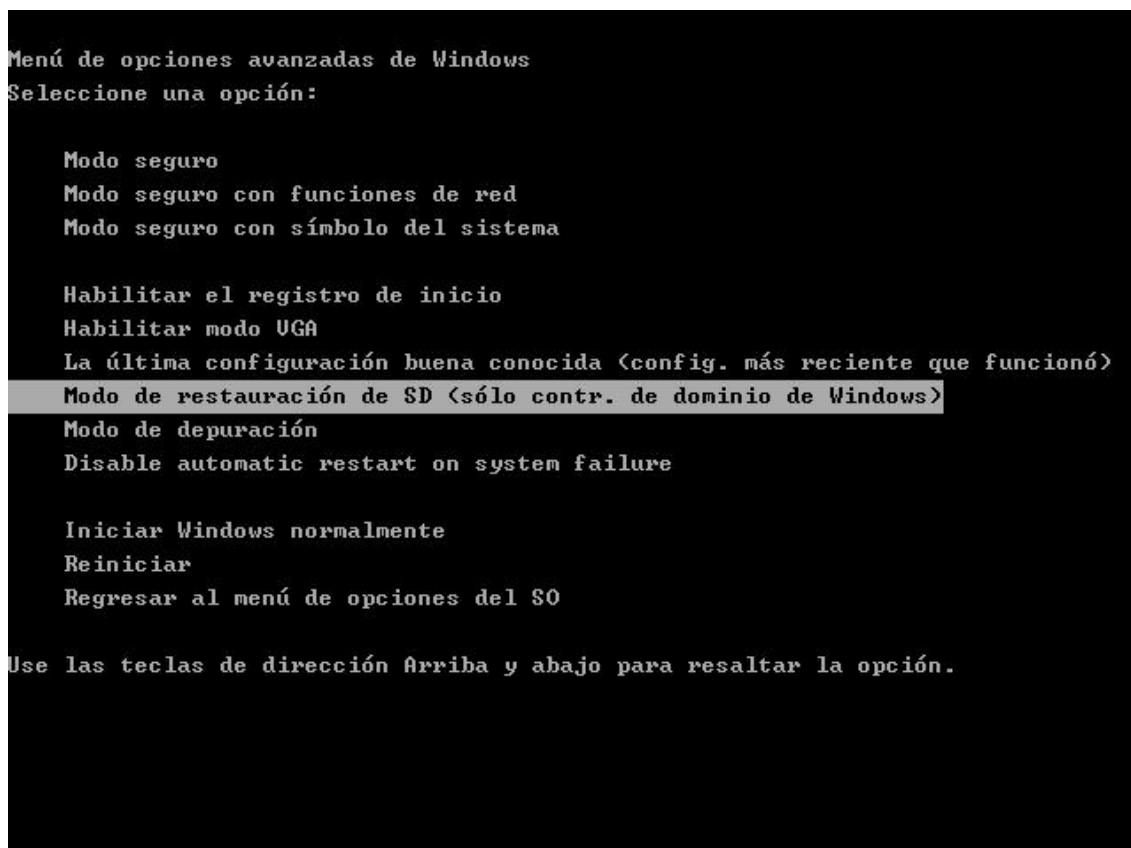 Menú de opciones avanzadas de Windows
Seleccione una opción:
Modo seguro
Modo seguro con funciones de red
Modo seguro con símbolo del sistema
Habilitar el registro de inicio
Habilitar modo VGA
La última configuración buena conocida (config. más reciente que funcionó)
Modo de restauración de SD (sólo contr. de dominio de Windows)
Modo de depuración
Disable automatic restart on system failure
Iniciar Windows normalmente
Reiniciar
Regresar al menú de opciones del SO
Use las teclas de dirección Arriba y abajo para resaltar la opción.